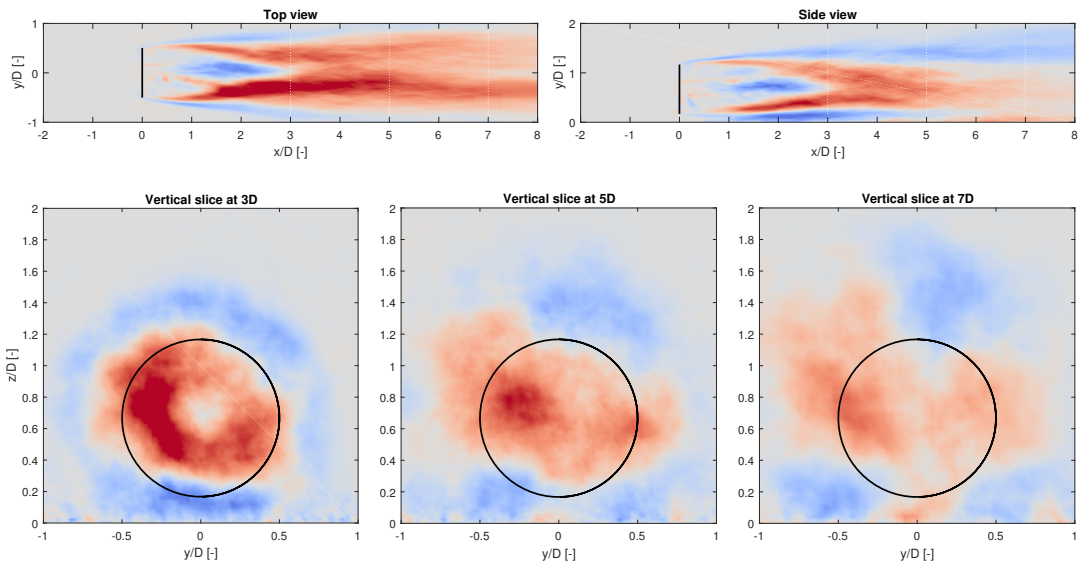 Top view
Side view
1
0
-1
y/D [-]
-2 -1 0 1 2 3 4 5 6 7 8
x/D [-]
2
1
0
y/D [-]
-2 -1 0 1 2 3 4 5 6 7 8
x/D [-]
Vertical slice at 3D
Vertical slice at 5D
Vertical slice at 7D
2
1.8
1.6
1.4
1.2
1
0.8
0.6
0.4
0.2
0
z/D [-]
-1 -0.5 0 0.5 1
y/D [-]
2
1.8
1.6
1.4
1.2
1
0.8
0.6
0.4
0.2
0
-1 -0.5 0 0.5 1
y/D [-]
2
1.8
1.6
1.4
1.2
1
0.8
0.6
0.4
0.2
0
-1 -0.5 0 0.5 1
y/D [-]